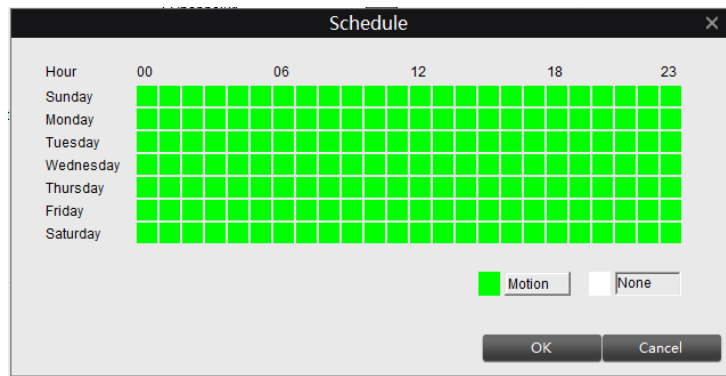 Schedule
Hour 00 06 12 18 23
Sunday
Monday
Tuesday
Wednesday
Thursday
Friday
Saturday
Motion None
OK Cancel